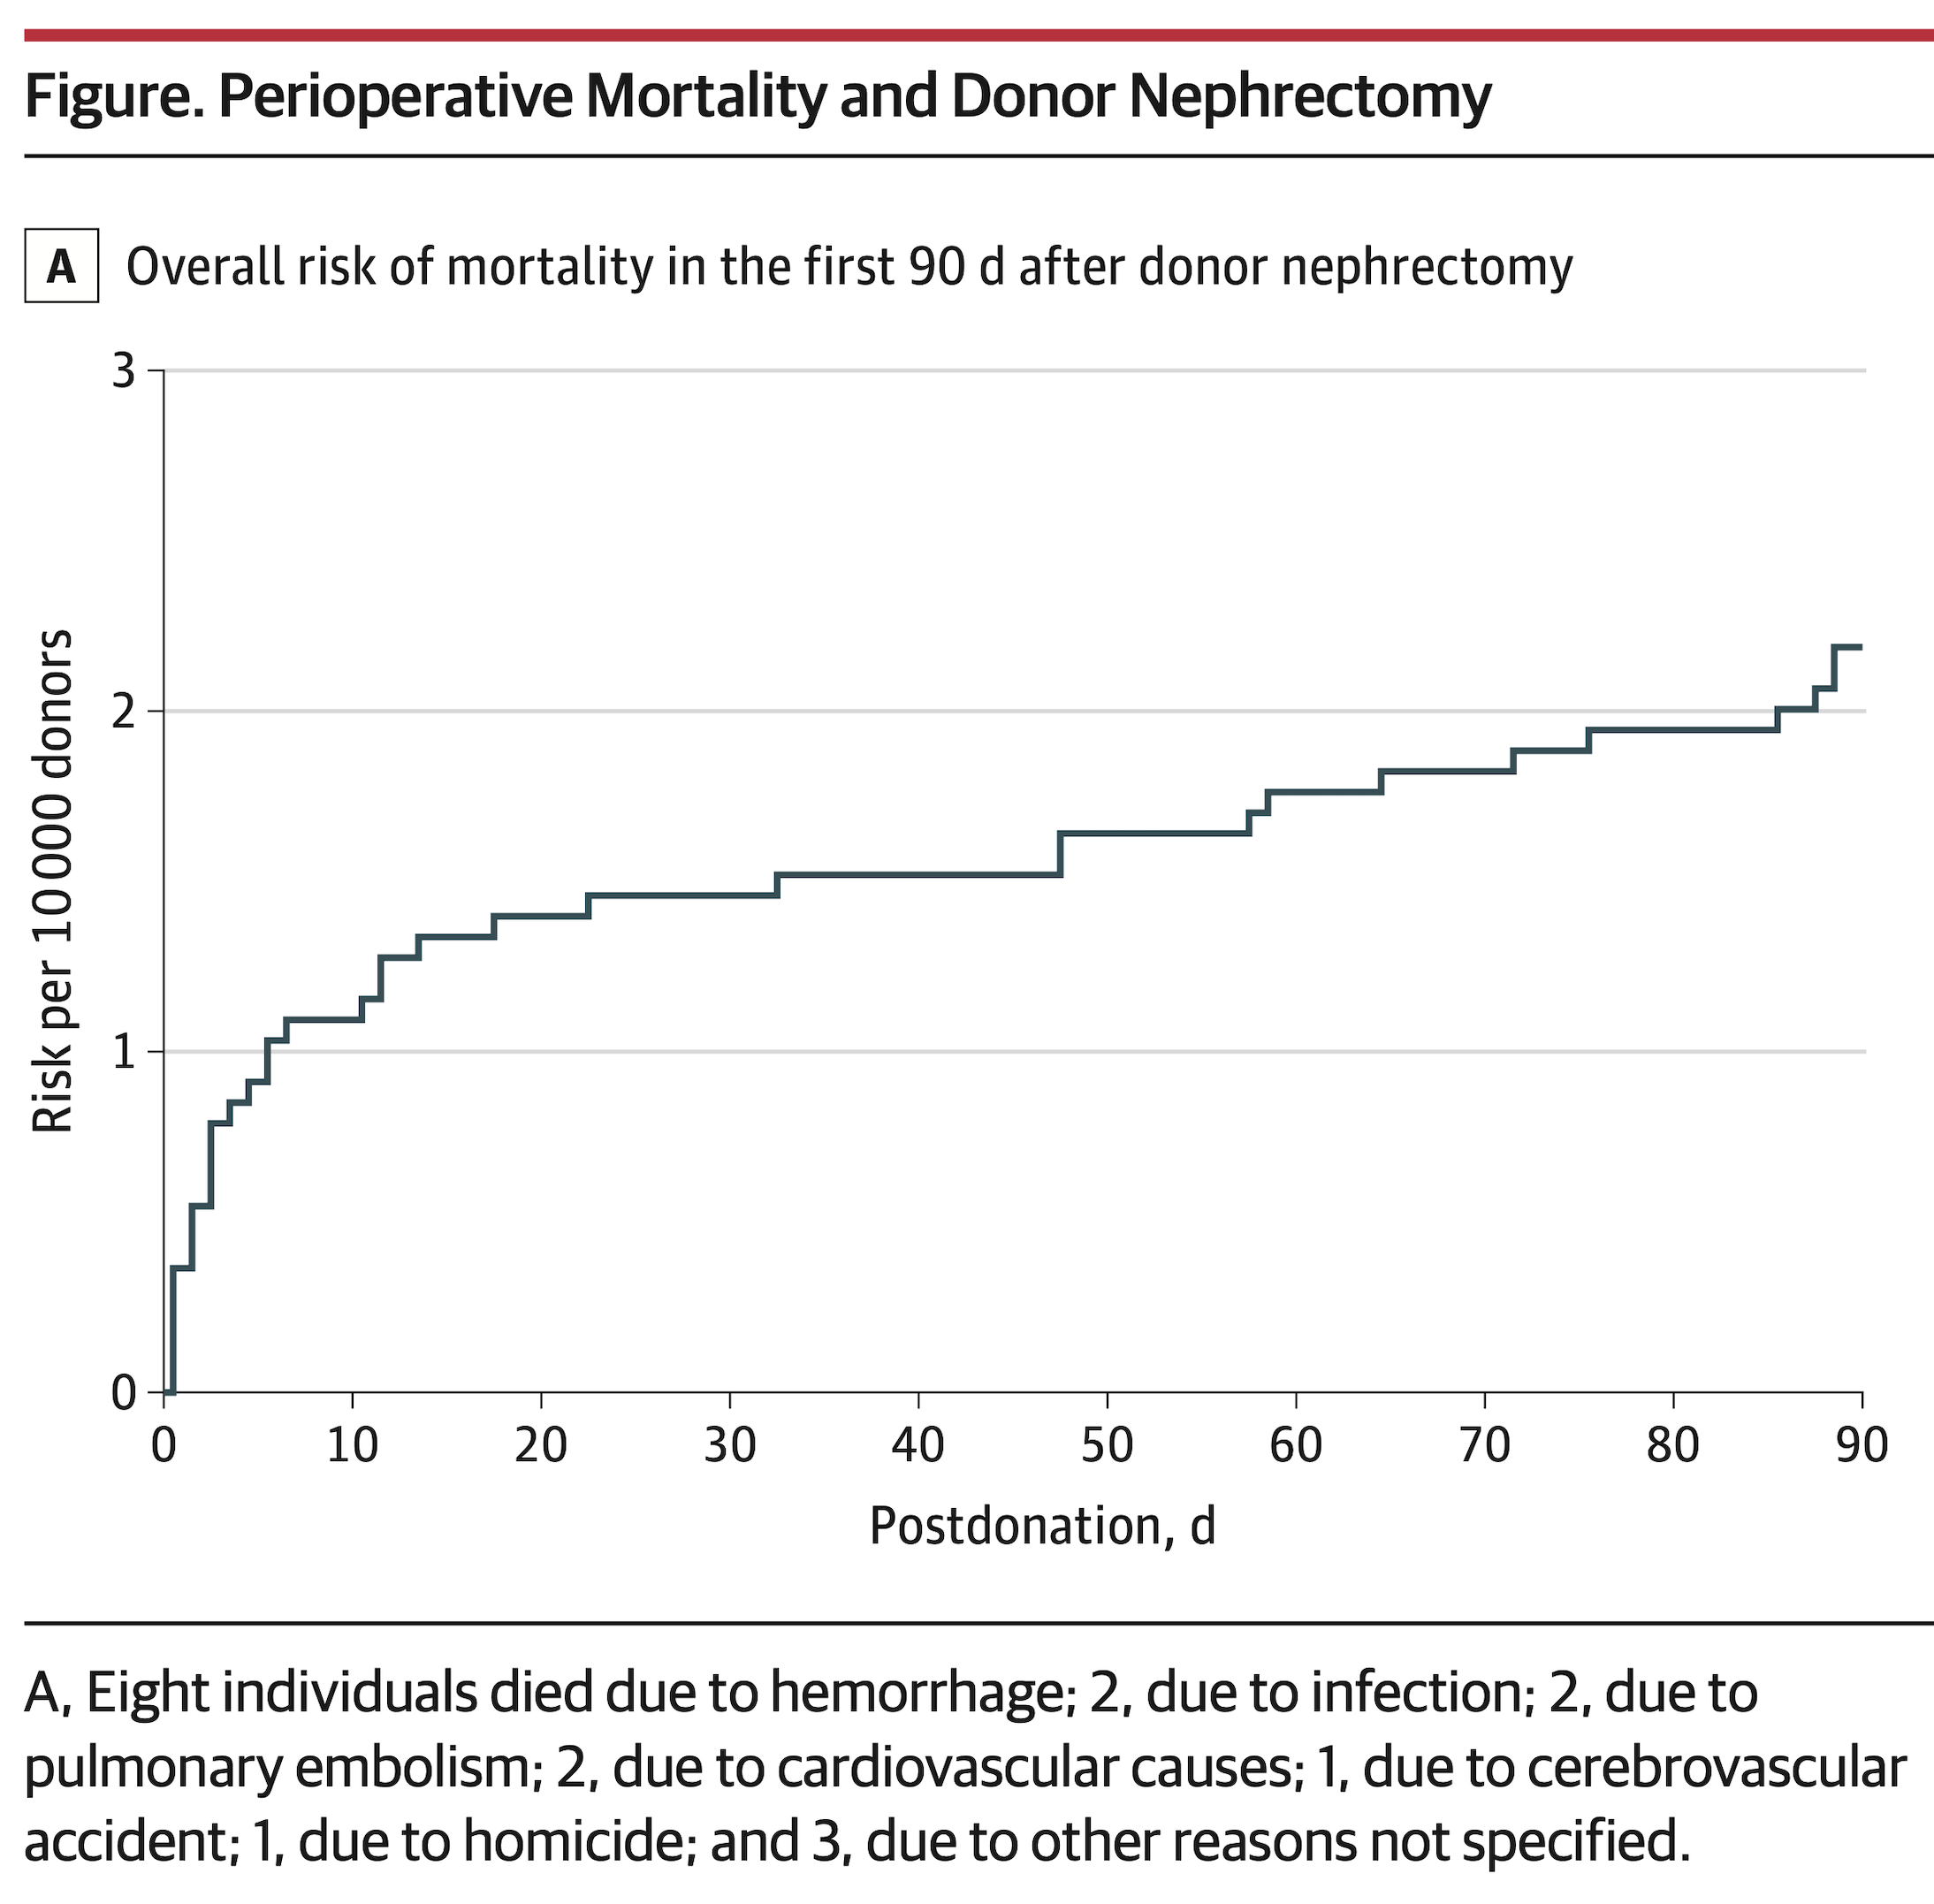 Figure. Perioperative Mortality and Donor Nephrectomy
A Overall risk of mortality in the first 90 d after donor nephrectomy
3
2
1
0
Risk per 10 000 donors
0 10 20 30 40 50 60 70 80 90
Postdonation, d
A, Eight individuals died due to hemorrhage; 2, due to infection; 2, due to
pulmonary embolism; 2, due to cardiovascular causes; 1, due to cerebrovascular
accident; 1, due to homicide; and 3, due to other reasons not specified.